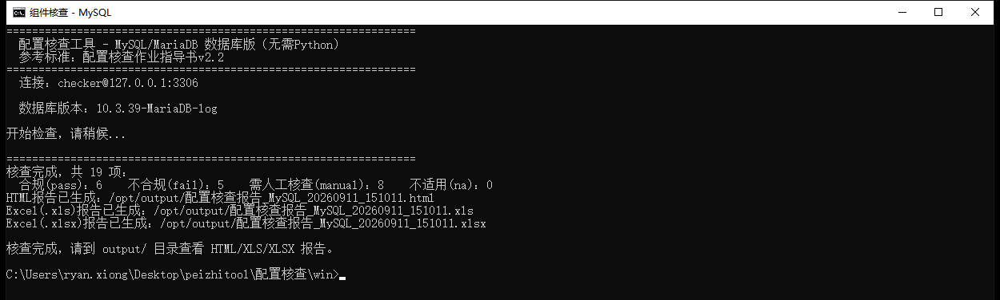 组件核查 - MySQL
================================================================
配置核查工具 - MySQL/MariaDB 数据库版（无需Python）
参考标准：配置核查作业指导书v2.2
================================================================
连接：checker@127.0.0.1:3306
数据库版本：10.3.39-MariaDB-log
开始检查，请稍候...
================================================================
核查完成，共 19 项：
合规(pass)：6 不合规(fail)：5 需人工核查(manual)：8 不适用(na)：0
HTML报告已生成：/opt/output/配置核查报告_MySQL_20260911_151011.html
Excel(.xls)报告已生成：/opt/output/配置核查报告_MySQL_20260911_151011.xls
Excel(.xlsx)报告已生成：/opt/output/配置核查报告_MySQL_20260911_151011.xlsx
核查完成，请到 output/ 目录查看 HTML/XLS/XLSX 报告。
C:\Users\ryan.xiong\Desktop\peizhitool\配置核查\win>